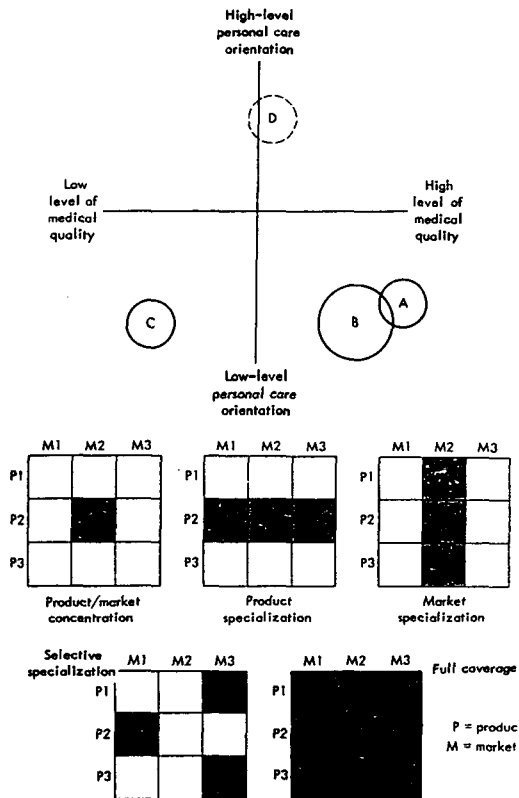 High-level
personal care
orientation
D
Low
level of
medical
quality
High
level of
medical
quality
C
B
A
Low-level
personal care
orientation
M1 M2 M3
P1
P2
P3
Product/market
concentration
M1 M2 M3
P1
P2
P3
Product
specialization
M1 M2 M3
P1
P2
P3
Market
specialization
Selective
specialization
M1 M2 M3
P1
P2
P3
M1 M2 M3
P1
P2
P3
Full coverage
P = produc
M = market